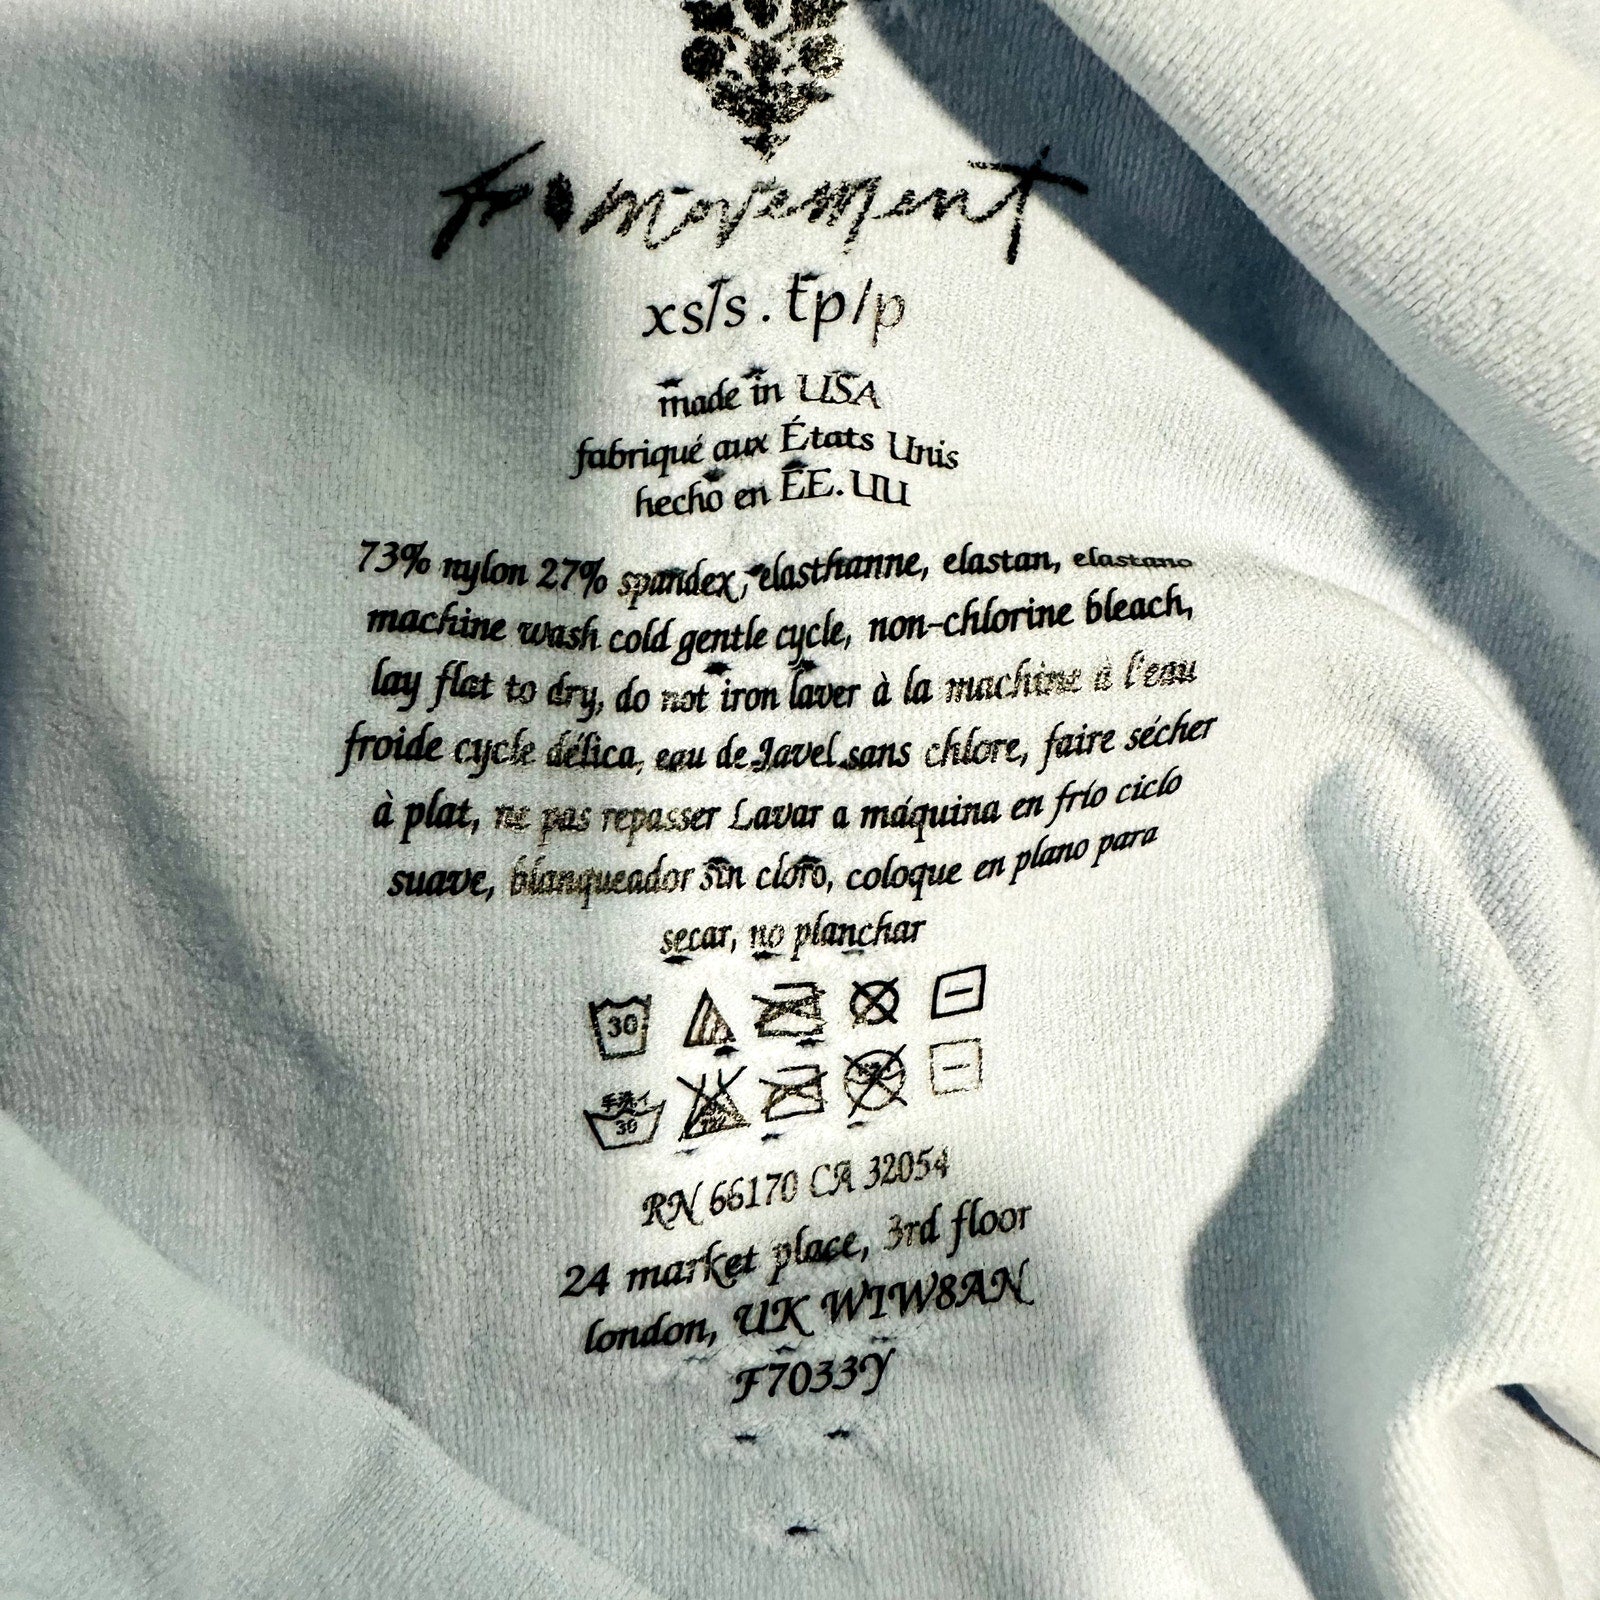 movement
xs/s . tp/p
made in USA
fabriqué aux États Unis
hecho en EE.UU
73% nylon 27% spandex, elasthanne, elastan, elastano
machine wash cold gentle cycle, non-chlorine bleach,
lay flat to dry, do not iron laver à la machine à l'eau
froide cycle délica, eau de Javel sans chlore, faire sécher
à plat, ne pas repasser Lavar a máquina en frío ciclo
suave, blanqueador sin cloro, coloque en plano para
secar, no planchar
30
30
RN 66170 CA 32054
24 market place, 3rd floor
london, UK W1W8AN
F7033Y